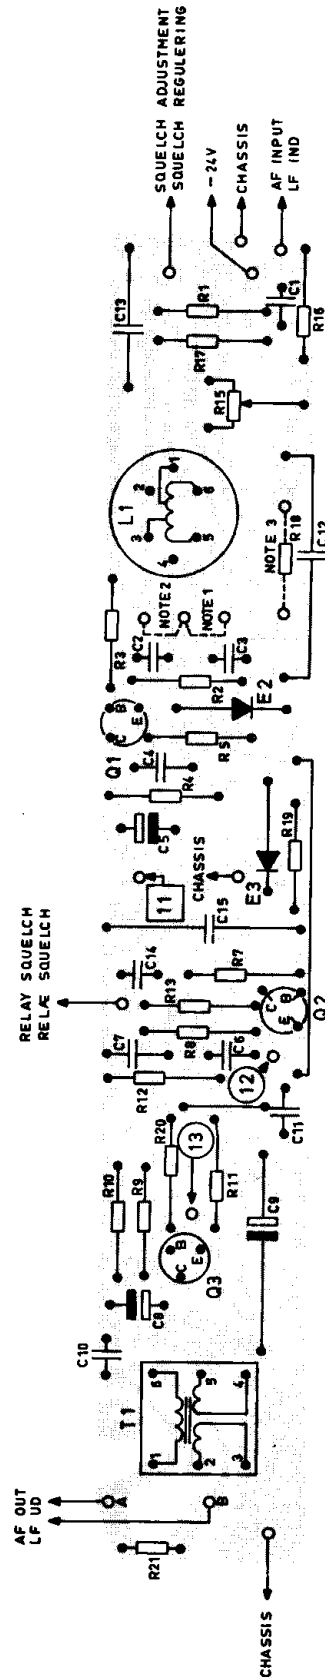 AF OUT
LF UD
A
B
R21
CHASSIS
T1
1
6
2
5
3
4
C10
C8
R10
R9
C
B
E
Q3
R20
13
R11
C9
R12
C7
R8
C6
12
C11
RELAY SQUELCH
RELÆ SQUELCH
C14
R13
R7
C
B
E
Q2
C15
11
CHASSIS
E3
R19
C5
R4
C4
Q1
C
B
E
R5
E2
R3
C2
R2
C3
NOTE 2
NOTE 1
L1
3
2
1
4
5
6
NOTE 3
R18
C12
C13
R15
R17
R1
C1
R16
SQUELCH ADJUSTMENT
SQUELCH REGULERING
-24V
CHASSIS
AF INPUT
LF IND